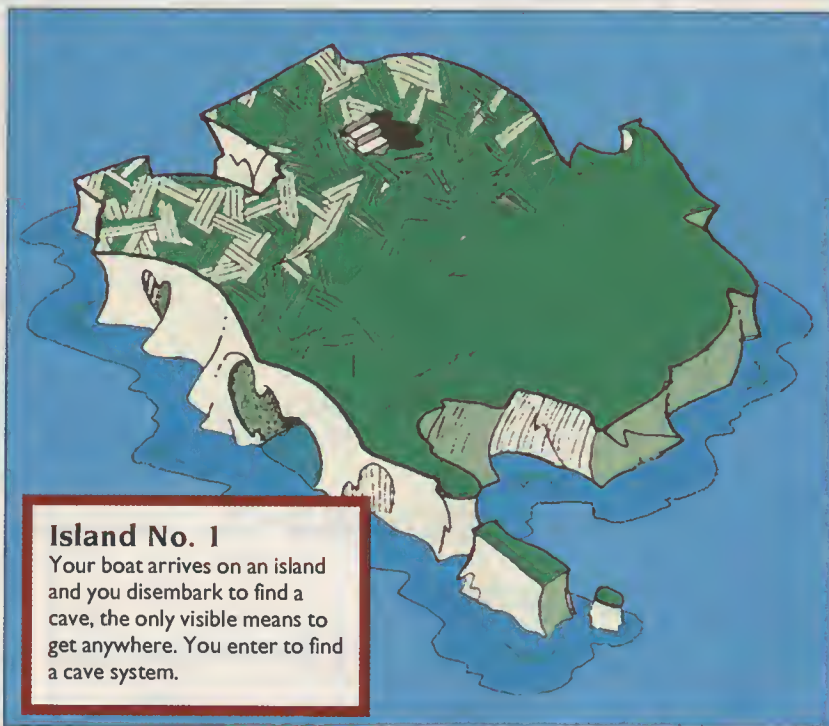 Island No. 1
Your boat arrives on an island
and you disembark to find a
cave, the only visible means to
get anywhere. You enter to find
a cave system.